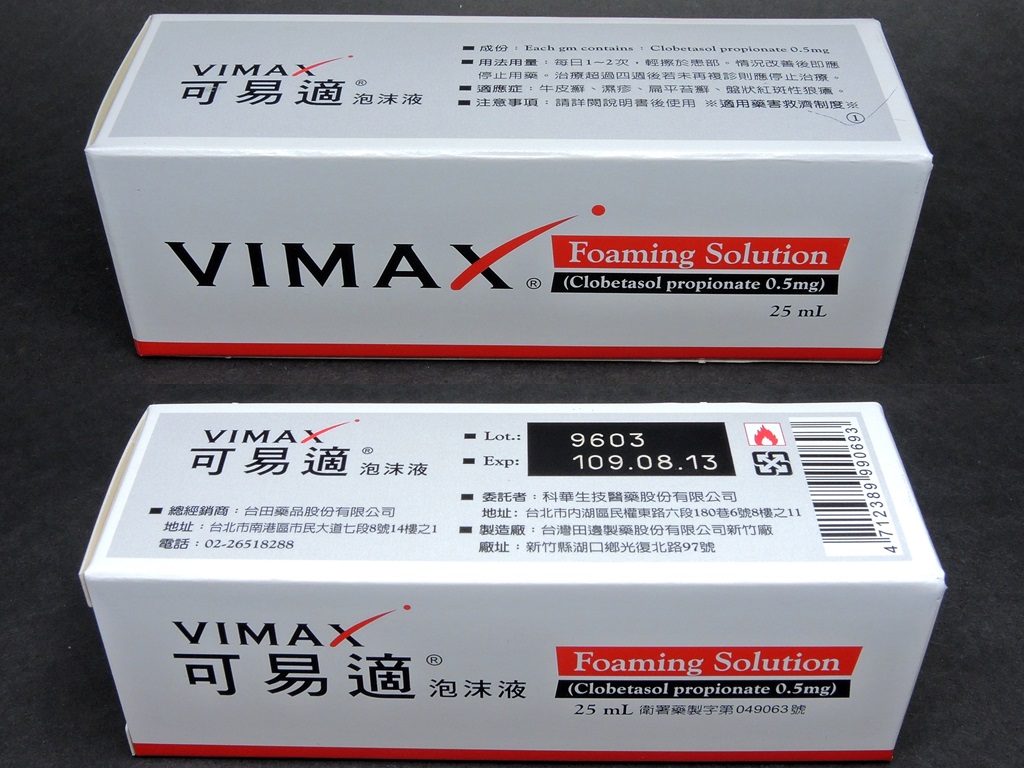 VIMAX
可易適® 泡沫液
■ 成份：Each gm contains：Clobetasol propionate 0.5mg
■ 用法用量：每日1~2次，輕擦於患部。情況改善後即應
停止用藥。治療超過四週後若未再複診則應停止治療。
■ 適應症：牛皮癬、濕疹、扁平苔癬、盤狀紅斑性狼瘡。
■ 注意事項：請詳閱說明書後使用 ※適用藥害救濟制度※
①
VIMAX®
Foaming Solution
(Clobetasol propionate 0.5mg)
25 mL
VIMAX
可易適® 泡沫液
■ 總經銷商：台田藥品股份有限公司
地址：台北市南港區市民大道七段8號14樓之1
電話：02-26518288
■ Lot.: 9603
■ Exp: 109.08.13
■ 委託者：科華生技醫藥股份有限公司
地址：台北市內湖區民權東路六段180巷6號8樓之11
■ 製造廠：台灣田邊製藥股份有限公司新竹廠
廠址：新竹縣湖口鄉光復北路97號
4 712389 990693
VIMAX
可易適® 泡沫液
Foaming Solution
(Clobetasol propionate 0.5mg)
25 mL 衛署藥製字第049063號